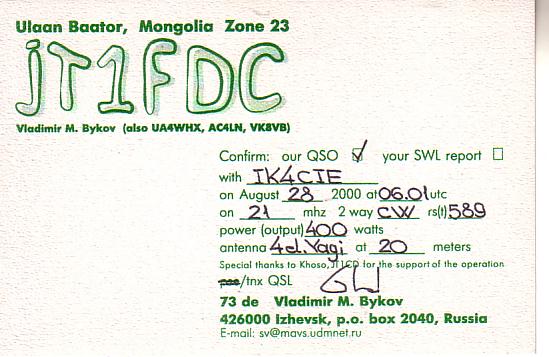 Ulaan Baator, Mongolia Zone 23
JT1FDC
Vladimir M. Bykov (also UA4WHX, AC4LN, VK8VB)
Confirm: our QSO ☑ your SWL report ☐
with IK4CIE
on August 28 2000 at 06.01 utc
on 21 mhz 2 way CW rs(t) 589
power (output) 400 watts
antenna 4el.Yagi at 20 meters
Special thanks to Khoso, JT1CD for the support of the operation
pse/tnx QSL
73 de Vladimir M. Bykov
426000 Izhevsk, p.o. box 2040, Russia
E-mail: sv@mavs.udmnet.ru